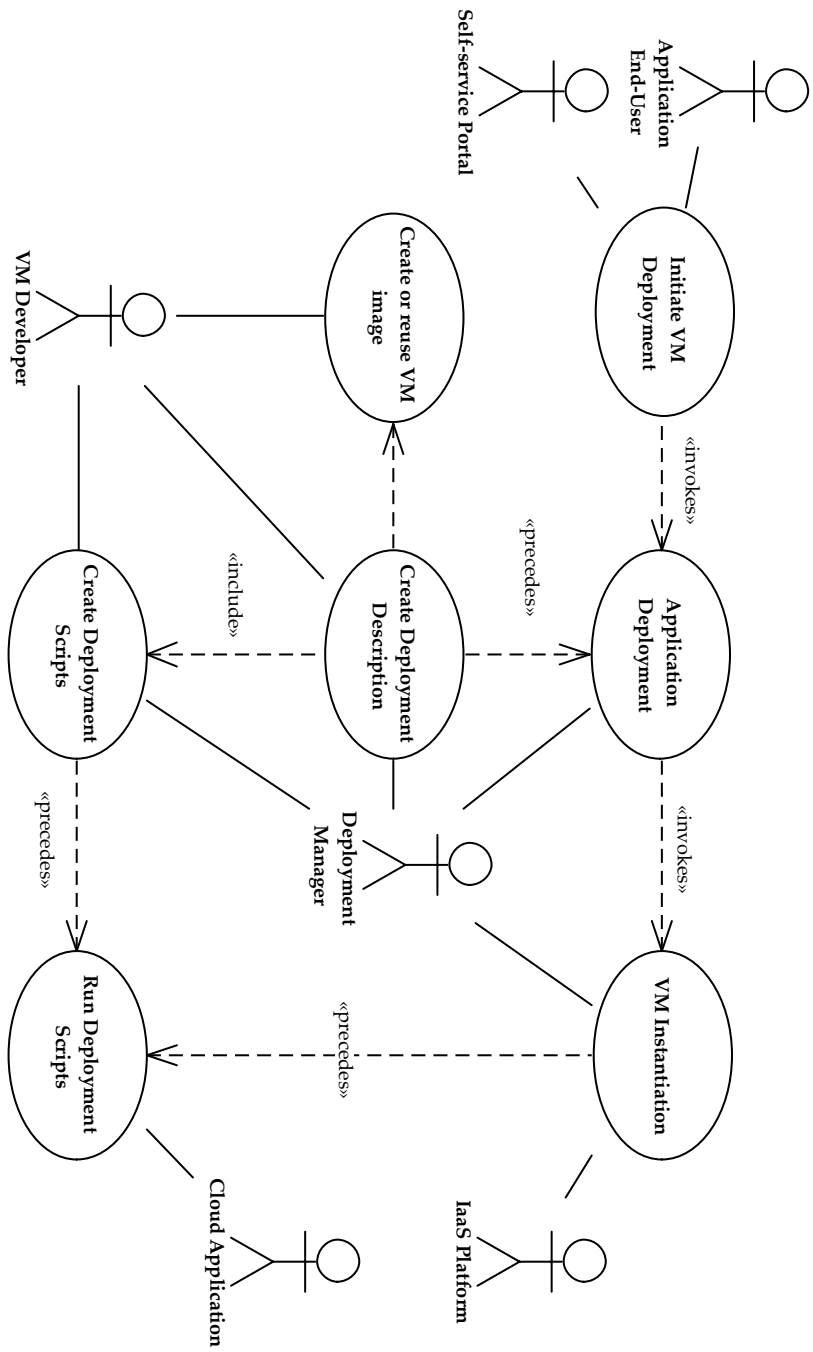 Application
End-User
Self-service Portal
Initiate VM
Deployment
«invokes»
Application
Deployment
«invokes»
VM Instantiation
IaaS Platform
«precedes»
Create or reuse VM
image
Create Deployment
Description
Deployment
Manager
«precedes»
«include»
VM Developer
Create Deployment
Scripts
«precedes»
Run Deployment
Scripts
Cloud Application